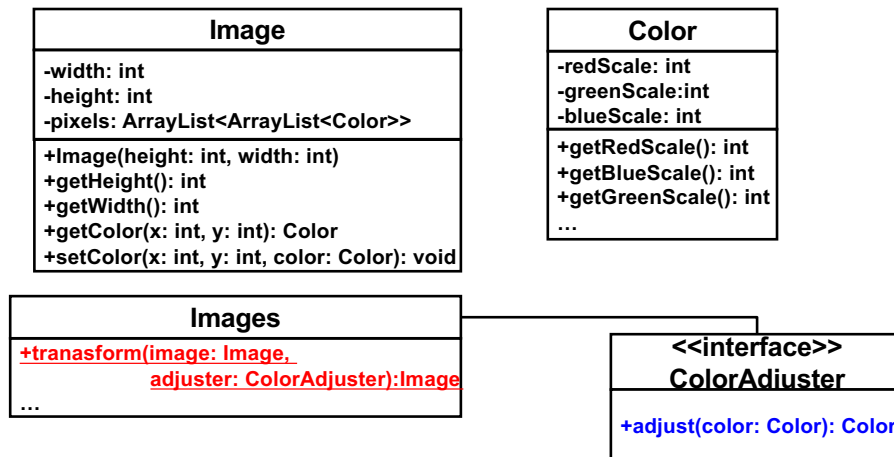 Image
-width: int
-height: int
-pixels: ArrayList<ArrayList<Color>>
+Image(height: int, width: int)
+getHeight(): int
+getWidth(): int
+getColor(x: int, y: int): Color
+setColor(x: int, y: int, color: Color): void
Color
-redScale: int
-greenScale:int
-blueScale: int
+getRedScale(): int
+getBlueScale(): int
+getGreenScale(): int
…
Images
+tranasform(image: Image,
adjuster: ColorAdjuster):Image
…
<<interface>>
ColorAdjuster
+adjust(color: Color): Color